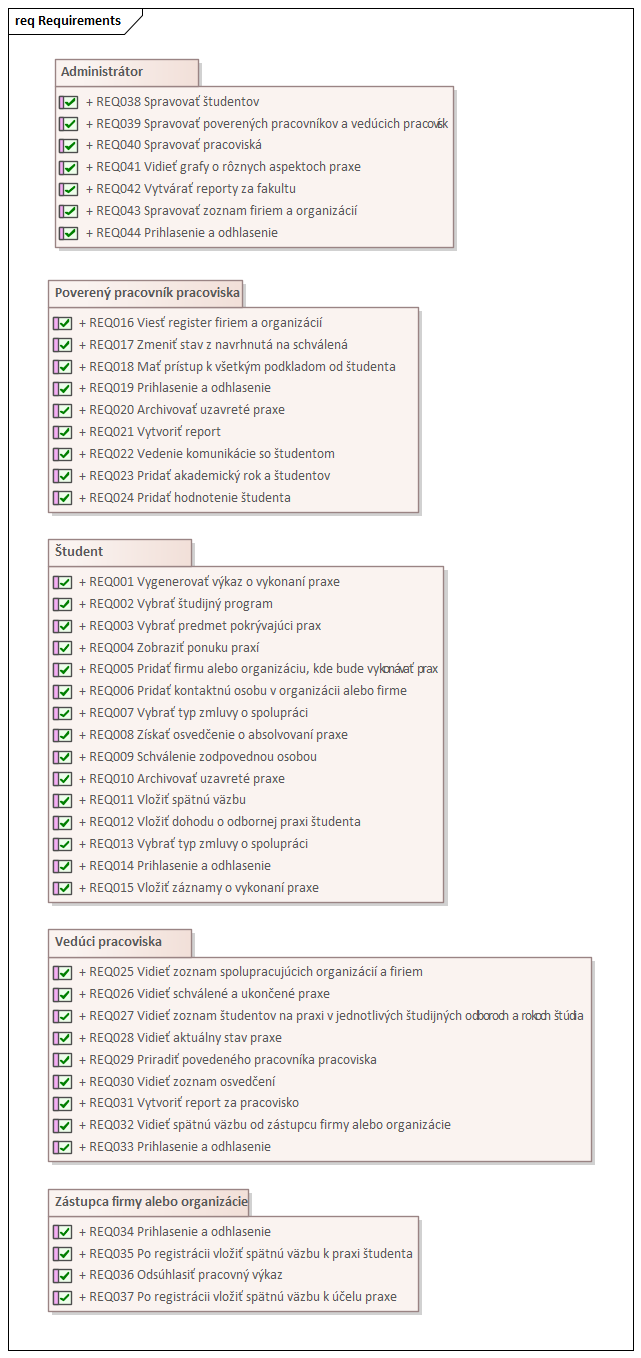 req Requirements
Administrátor
+ REQ038 Spravovať študentov
+ REQ039 Spravovať poverených pracovníkov a vedúcich pracovísk
+ REQ040 Spravovať pracoviská
+ REQ041 Vidieť grafy o rôznych aspektoch praxe
+ REQ042 Vytvárať reporty za fakultu
+ REQ043 Spravovať zoznam firiem a organizácií
+ REQ044 Prihlasenie a odhlasenie
Poverený pracovník pracoviska
+ REQ016 Viesť register firiem a organizácií
+ REQ017 Zmeniť stav z navrhnutá na schválená
+ REQ018 Mať prístup k všetkým podkladom od študenta
+ REQ019 Prihlasenie a odhlasenie
+ REQ020 Archivovať uzavreté praxe
+ REQ021 Vytvoriť report
+ REQ022 Vedenie komunikácie so študentom
+ REQ023 Pridať akademický rok a študentov
+ REQ024 Pridať hodnotenie študenta
Študent
+ REQ001 Vygenerovať výkaz o vykonaní praxe
+ REQ002 Vybrať študijný program
+ REQ003 Vybrať predmet pokrývajúci prax
+ REQ004 Zobraziť ponuku praxí
+ REQ005 Pridať firmu alebo organizáciu, kde bude vykonávať prax
+ REQ006 Pridať kontaktnú osobu v organizácii alebo firme
+ REQ007 Vybrať typ zmluvy o spolupráci
+ REQ008 Získať osvedčenie o absolvovaní praxe
+ REQ009 Schválenie zodpovednou osobou
+ REQ010 Archivovať uzavreté praxe
+ REQ011 Vložiť spätnú väzbu
+ REQ012 Vložiť dohodu o odbornej praxi študenta
+ REQ013 Vybrať typ zmluvy o spolupráci
+ REQ014 Prihlasenie a odhlasenie
+ REQ015 Vložiť záznamy o vykonaní praxe
Vedúci pracoviska
+ REQ025 Vidieť zoznam spolupracujúcich organizácií a firiem
+ REQ026 Vidieť schválené a ukončené praxe
+ REQ027 Vidieť zoznam študentov na praxi v jednotlivých študijných odboroch a rokoch štúdia
+ REQ028 Vidieť aktuálny stav praxe
+ REQ029 Priradiť povedeného pracovníka pracoviska
+ REQ030 Vidieť zoznam osvedčení
+ REQ031 Vytvoriť report za pracovisko
+ REQ032 Vidieť spätnú väzbu od zástupcu firmy alebo organizácie
+ REQ033 Prihlasenie a odhlasenie
Zástupca firmy alebo organizácie
+ REQ034 Prihlasenie a odhlasenie
+ REQ035 Po registrácii vložiť spätnú väzbu k praxi študenta
+ REQ036 Odsúhlasiť pracovný výkaz
+ REQ037 Po registrácii vložiť spätnú väzbu k účelu praxe